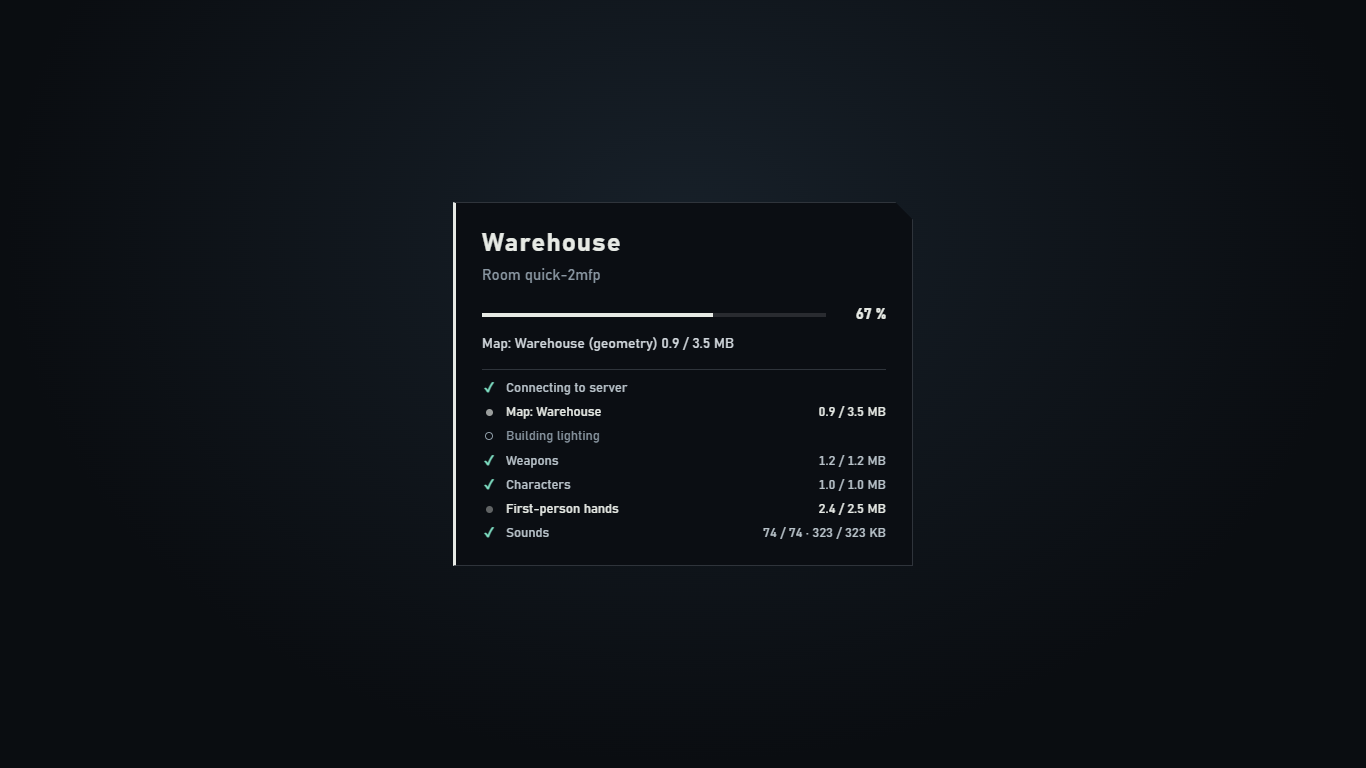 Warehouse
Room quick-2mfp
67 %
Map: Warehouse (geometry) 0.9 / 3.5 MB
Connecting to server
Map: Warehouse 0.9 / 3.5 MB
Building lighting
Weapons 1.2 / 1.2 MB
Characters 1.0 / 1.0 MB
First-person hands 2.4 / 2.5 MB
Sounds 74 / 74 · 323 / 323 KB